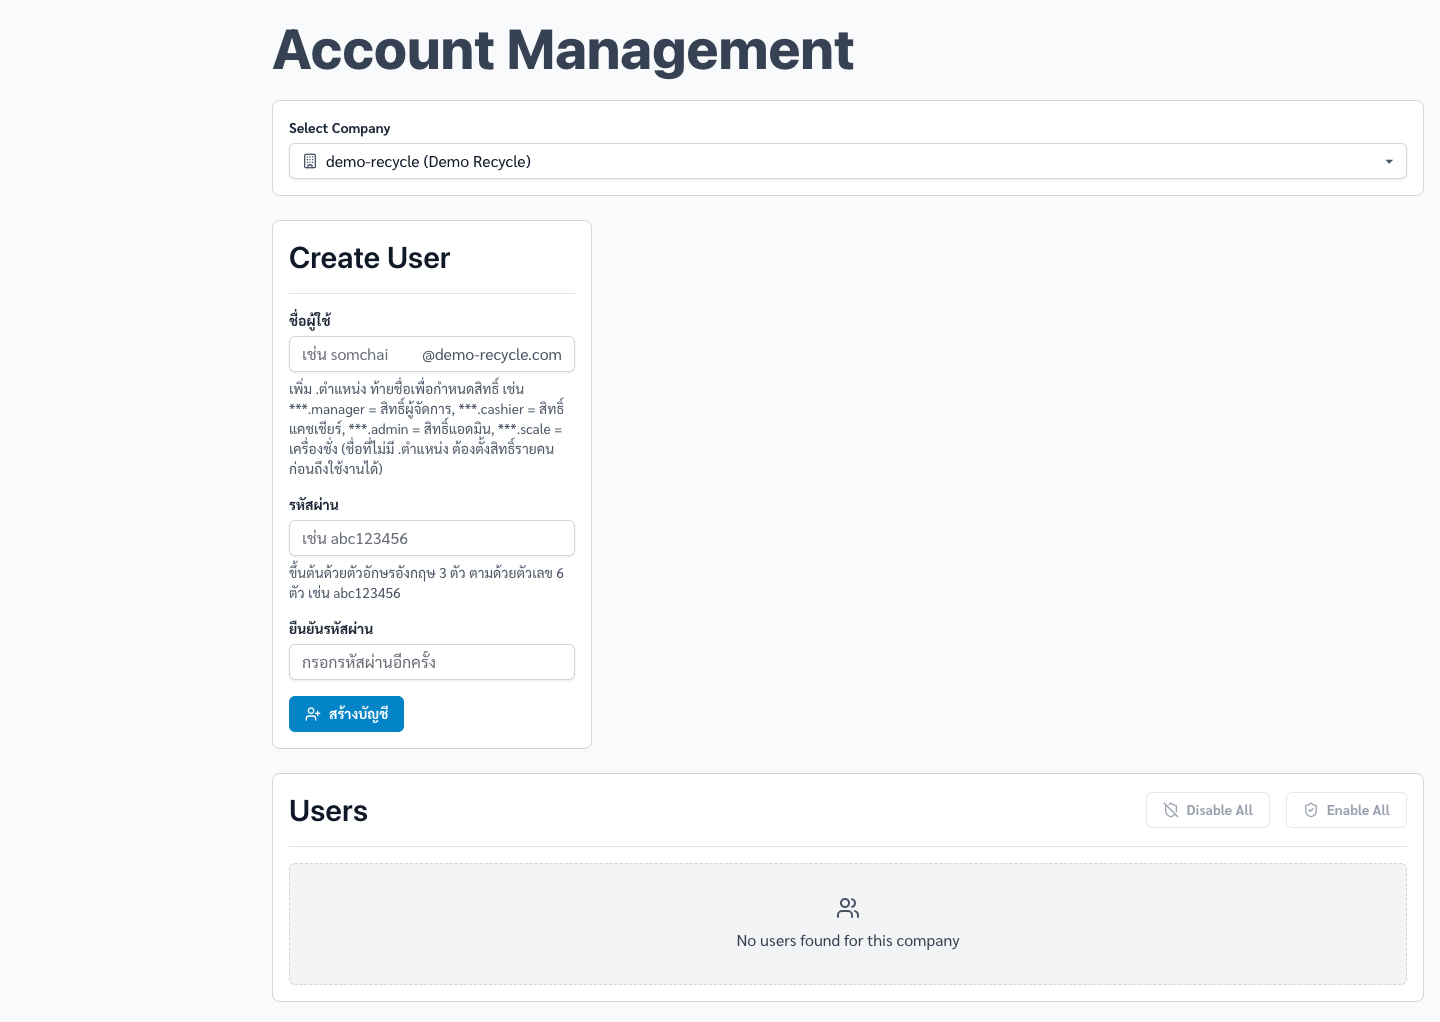 Account Management
Select Company
demo-recycle (Demo Recycle)
Create User
ชื่อผู้ใช้
เช่น somchai @demo-recycle.com
เพิ่ม .ตำแหน่ง ท้ายชื่อเพื่อกำหนดสิทธิ์ เช่น
***.manager = สิทธิ์ผู้จัดการ, ***.cashier = สิทธิ์
แคชเชียร์, ***.admin = สิทธิ์แอดมิน, ***.scale =
เครื่องชั่ง (ชื่อที่ไม่มี .ตำแหน่ง ต้องตั้งสิทธิ์รายคน
ก่อนถึงใช้งานได้)
รหัสผ่าน
เช่น abc123456
ขึ้นต้นด้วยตัวอักษรอังกฤษ 3 ตัว ตามด้วยตัวเลข 6
ตัว เช่น abc123456
ยืนยันรหัสผ่าน
กรอกรหัสผ่านอีกครั้ง
สร้างบัญชี
Users
Disable All
Enable All
No users found for this company